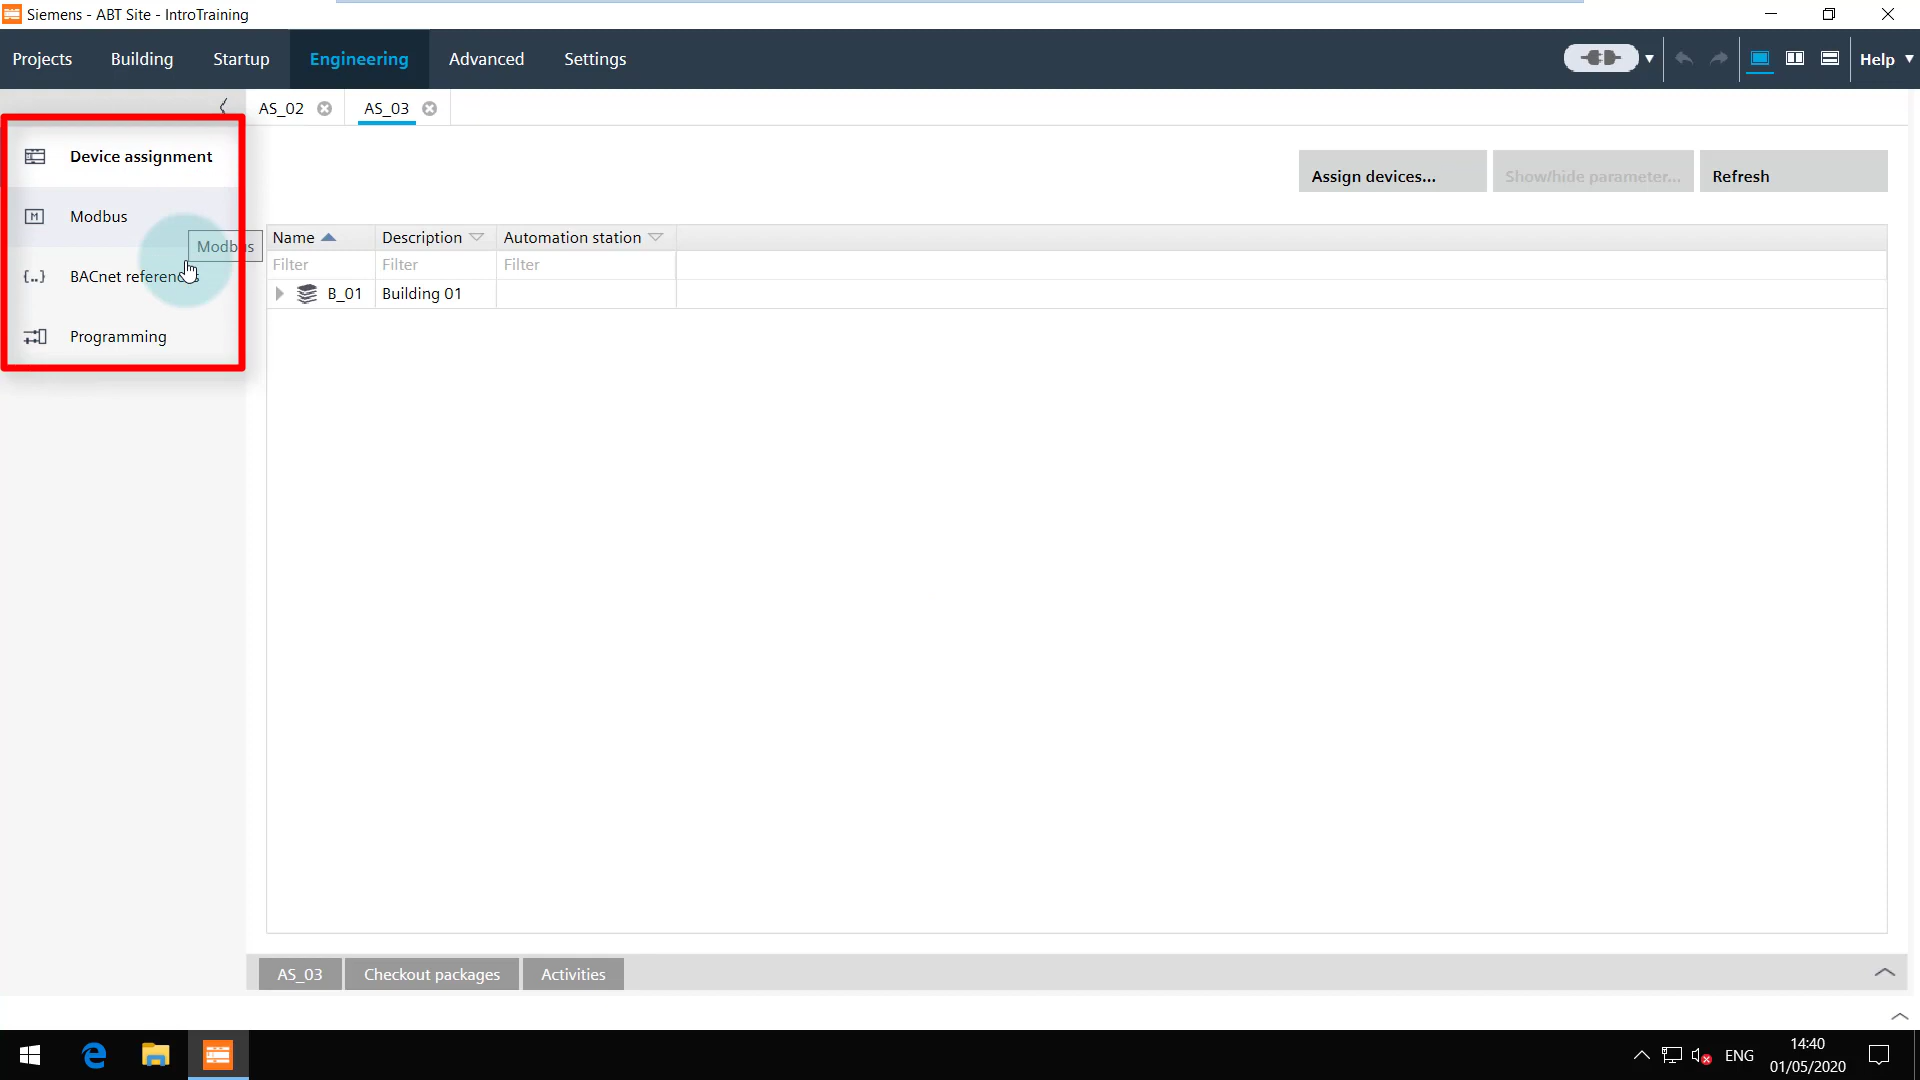 Siemens - ABT Site - IntroTraining
Projects Building Startup Engineering Advanced Settings Help
AS_02 AS_03
Device assignment
Modbus
Modbus
BACnet references
Programming
Assign devices... Show/hide parameter... Refresh
Name Description Automation station
Filter Filter Filter
B_01 Building 01
AS_03 Checkout packages Activities
ENG
14:40
01/05/2020